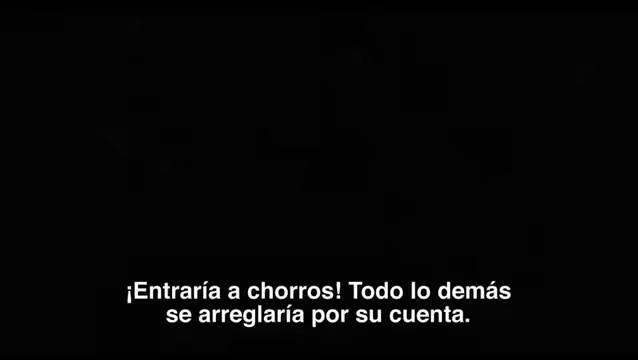 ¡Entraría a chorros! Todo lo demás
se arreglaría por su cuenta.